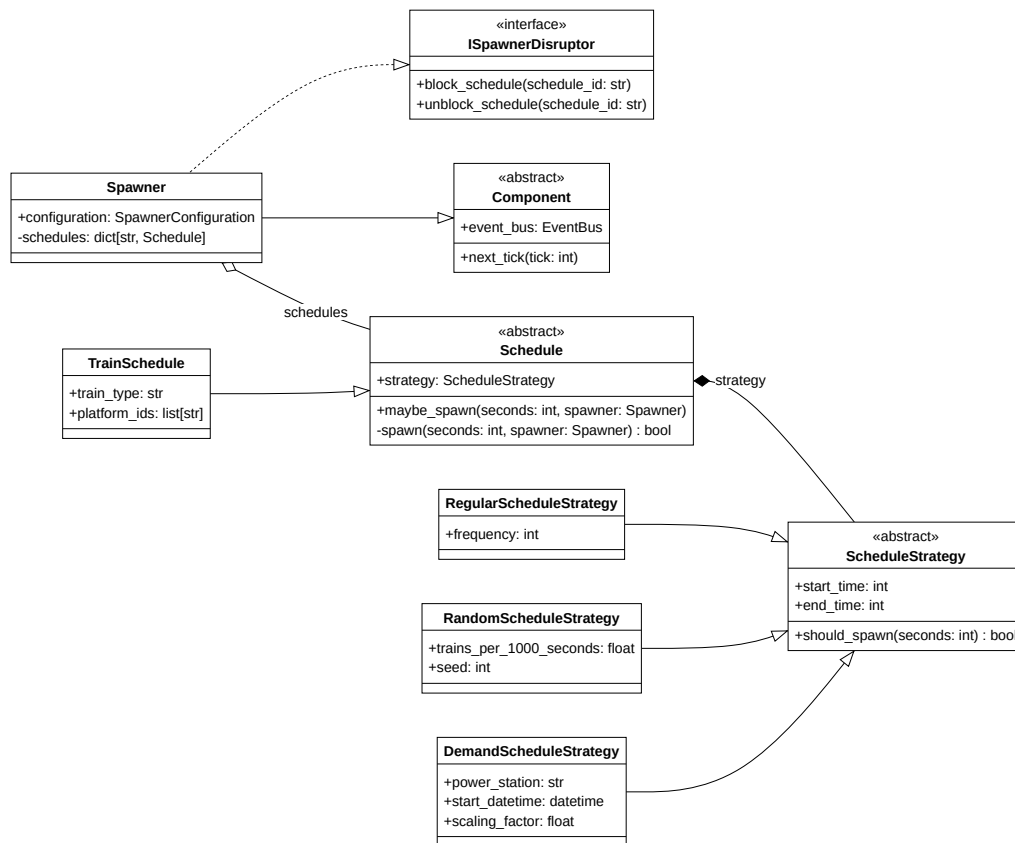 «interface»
ISpawnerDisruptor
+block_schedule(schedule_id: str)
+unblock_schedule(schedule_id: str)
Spawner
+configuration: SpawnerConfiguration
-schedules: dict[str, Schedule]
«abstract»
Component
+event_bus: EventBus
+next_tick(tick: int)
schedules
«abstract»
Schedule
+strategy: ScheduleStrategy
+maybe_spawn(seconds: int, spawner: Spawner)
-spawn(seconds: int, spawner: Spawner) : bool
TrainSchedule
+train_type: str
+platform_ids: list[str]
strategy
RegularScheduleStrategy
+frequency: int
«abstract»
ScheduleStrategy
+start_time: int
+end_time: int
+should_spawn(seconds: int) : bool
RandomScheduleStrategy
+trains_per_1000_seconds: float
+seed: int
DemandScheduleStrategy
+power_station: str
+start_datetime: datetime
+scaling_factor: float